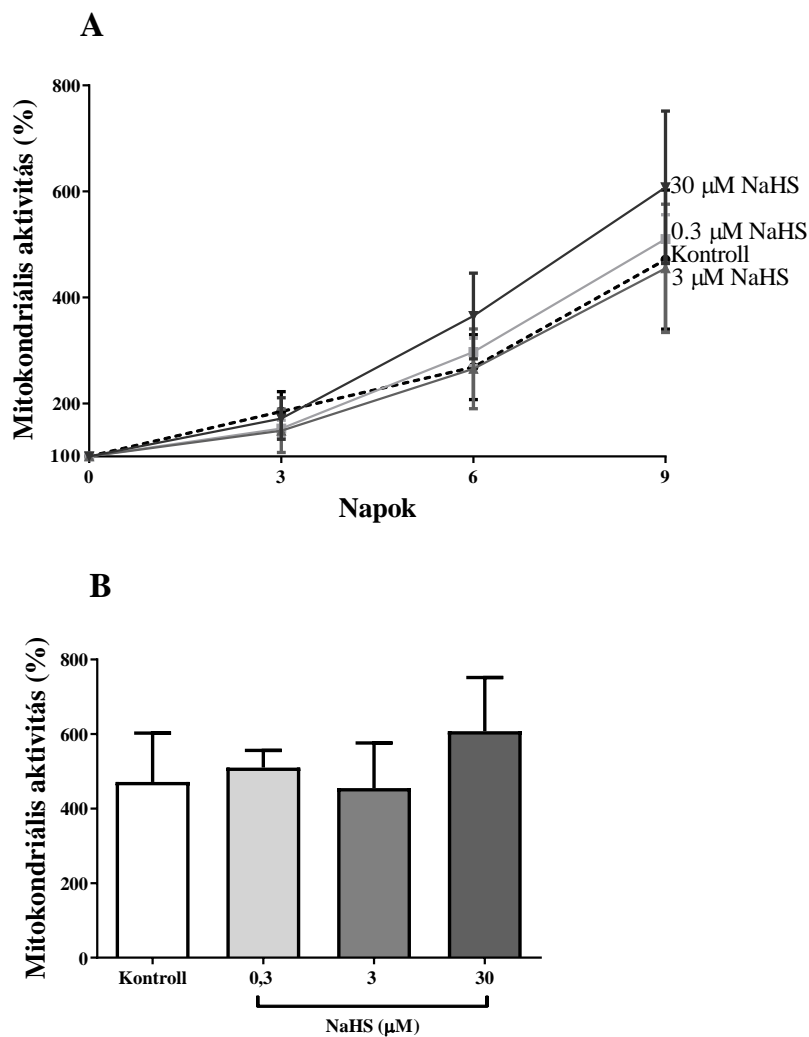 A
Mitokondriális aktivitás (%)
800
600
400
200
100
0
3
6
9
Napok
30 μM NaHS
0.3 μM NaHS
Kontroll
3 μM NaHS
B
Mitokondriális aktivitás (%)
800
600
400
200
0
Kontroll
0,3
3
30
NaHS (μM)